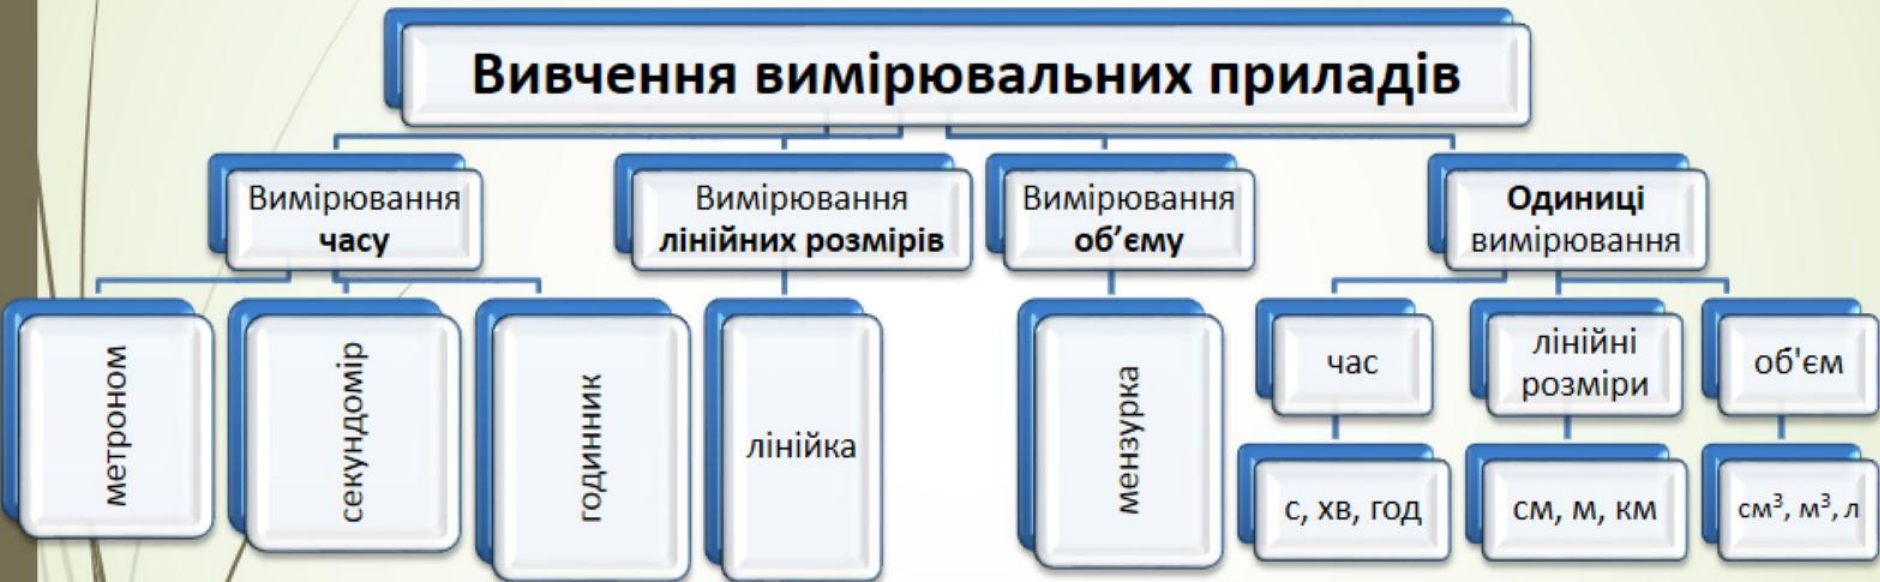 Вивчення вимірювальних приладів
Вимірювання
часу
Вимірювання
лінійних розмірів
Вимірювання
об’єму
Одиниці
вимірювання
метроном
секундомір
годинник
лінійка
мензурка
час
лінійні
розміри
об'єм
с, хв, год
см, м, км
см³, м³, л